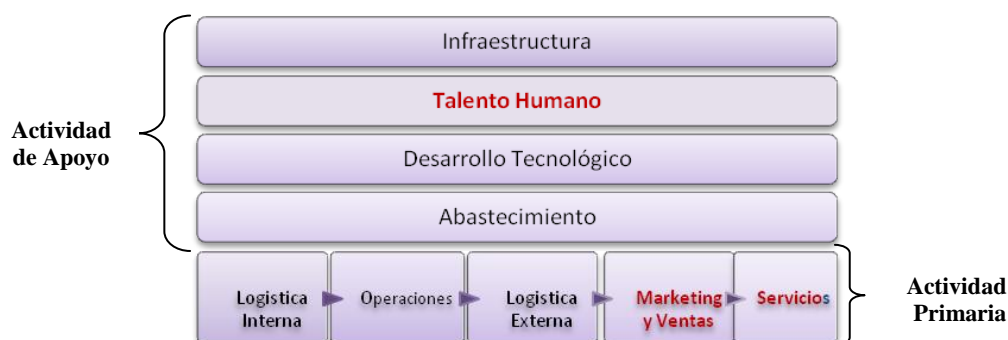 Infraestructura
Talento Humano
Actividad
de Apoyo
Desarrollo Tecnológico
Abastecimiento
Logistica
Interna
Operaciones
Logistica
Externa
Marketing
y Ventas
Servicios
Actividad
Primaria